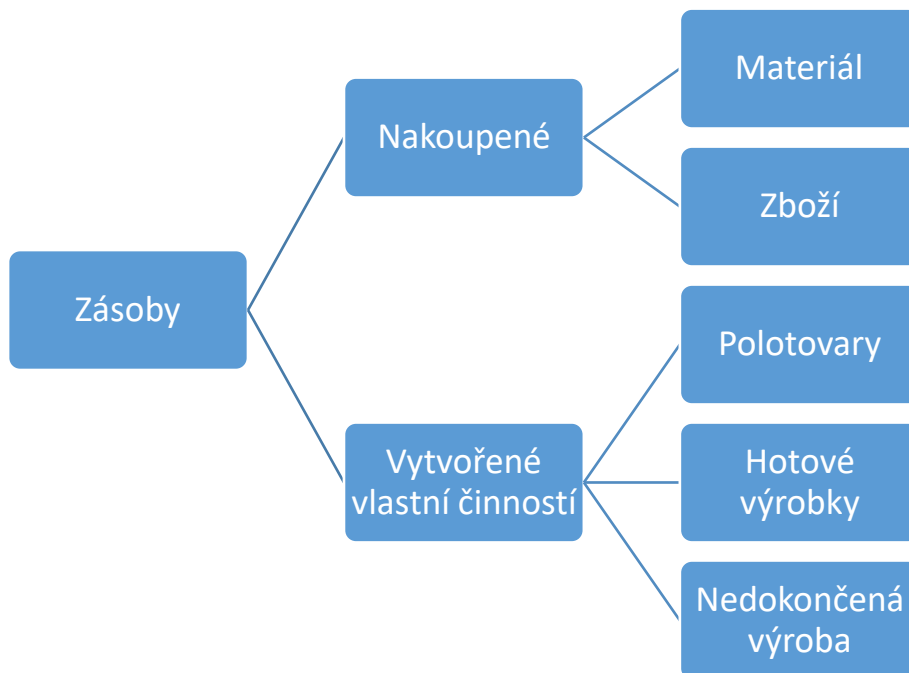 Zásoby
Nakoupené
Materiál
Zboží
Vytvořené
vlastní činností
Polotovary
Hotové
výrobky
Nedokončená
výroba